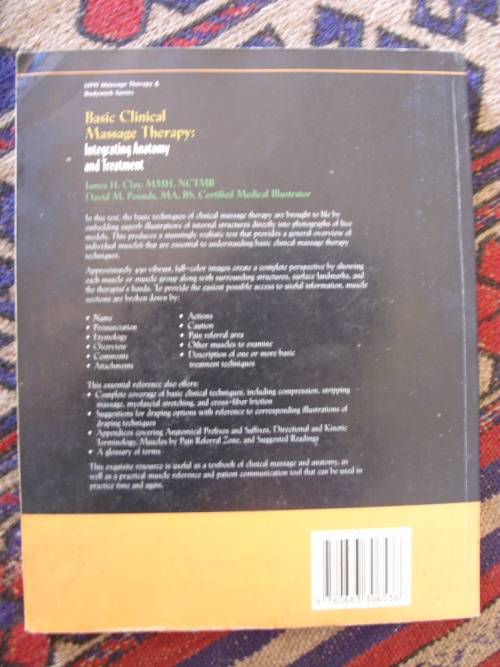 LWW Massage Therapy &
Bodywork Series
Basic Clinical
Massage Therapy:
Integrating Anatomy
and Treatment
James H. Clay, MMH, NCTMB
David M. Pounds, MA, BS, Certified Medical Illustrator
In this text, the basic techniques of clinical massage therapy are brought to life by
embedding superb illustrations of internal structures directly into photographs of live
models. This produces a stunningly realistic text that provides a general overview of
individual muscles that are essential to understanding basic clinical massage therapy
techniques.
Approximately 450 vibrant, full-color images create a complete perspective by showing
each muscle or muscle group along with surrounding structures, surface landmarks, and
the therapist's hands. To provide the easiest possible access to useful information, muscle
sections are broken down by:
• Name
• Pronunciation
• Etymology
• Overview
• Comments
• Attachments
• Actions
• Caution
• Pain referral area
• Other muscles to examine
• Description of one or more basic
treatment techniques
This essential reference also offers:
• Complete coverage of basic clinical techniques, including compression, stripping
massage, myofascial stretching, and cross-fiber friction
• Suggestions for draping options with reference to corresponding illustrations of
draping techniques
• Appendices covering Anatomical Prefixes and Suffixes, Directional and Kinetic
Terminology, Muscles by Pain Referral Zone, and Suggested Readings
• A glossary of terms
This exquisite resource is useful as a textbook of clinical massage and anatomy, as
well as a practical muscle reference and patient communication tool that can be used in
practice time and again.
9 780683 306538